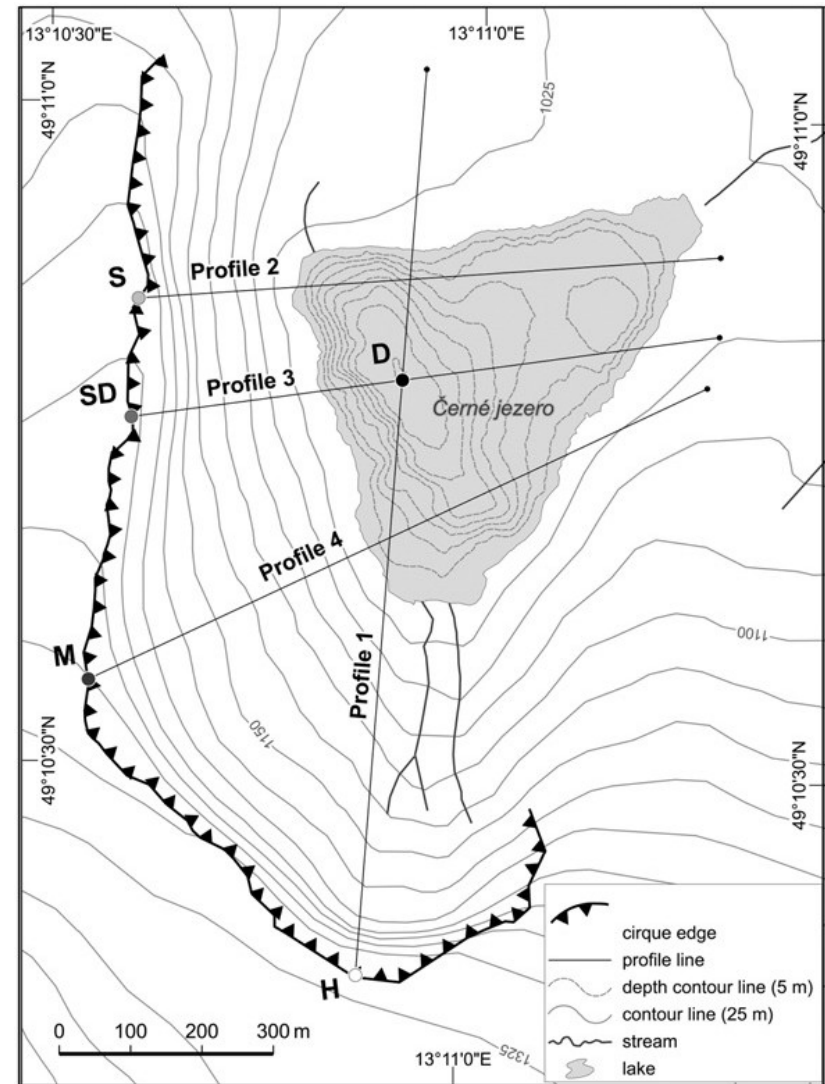 13°10'30"E
13°11'0"E
49°11'0"N
49°11'0"N
1025
S
Profile 2
D
SD
Profile 3
Černé jezero
Profile 4
M
Profile 1
1100
1150
49°10'30"N
49°10'30"N
H
cirque edge
profile line
depth contour line (5 m)
contour line (25 m)
stream
lake
0 100 200 300 m
13°11'0"E
1325